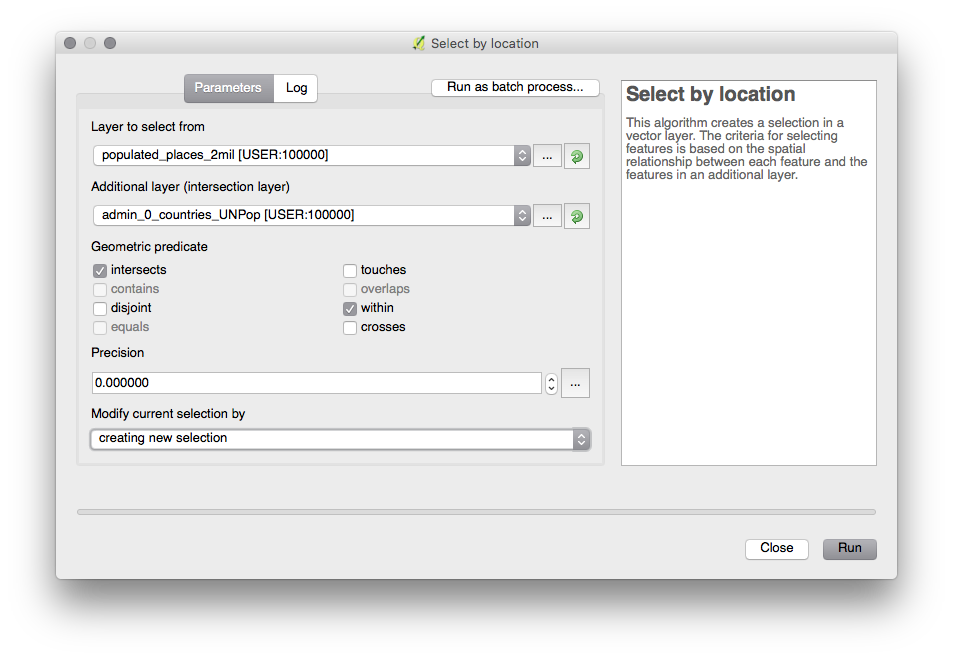 Select by location
Parameters
Log
Run as batch process...
Layer to select from
populated_places_2mil [USER:100000]
...
Additional layer (intersection layer)
admin_0_countries_UNPop [USER:100000]
...
Geometric predicate
intersects
touches
contains
overlaps
disjoint
within
equals
crosses
Precision
0.000000
...
Modify current selection by
creating new selection
Select by location
This algorithm creates a selection in a
vector layer. The criteria for selecting
features is based on the spatial
relationship between each feature and the
features in an additional layer.
Close
Run